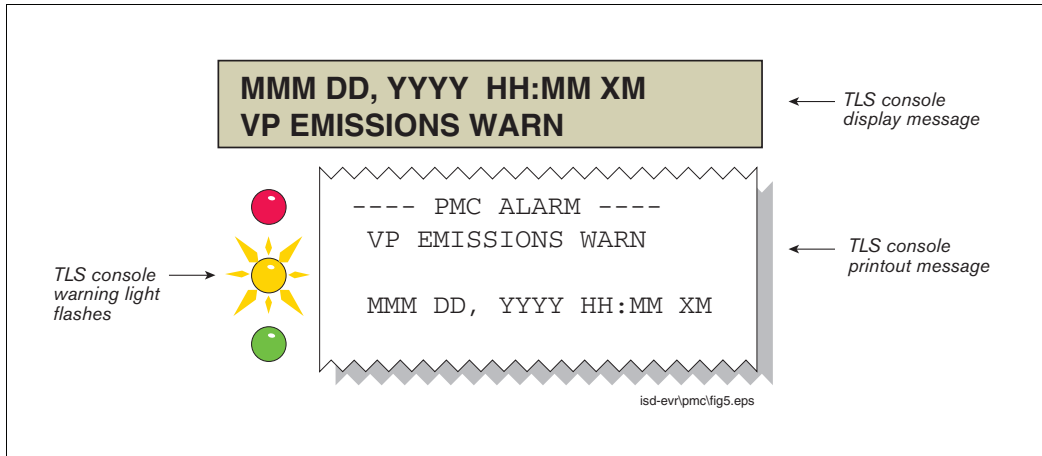 MMM DD, YYYY HH:MM XM
VP EMISSIONS WARN
TLS console
display message
---- PMC ALARM ----
VP EMISSIONS WARN
MMM DD, YYYY HH:MM XM
TLS console
printout message
TLS console
warning light
flashes
isd-evr\pmc\fig5.eps